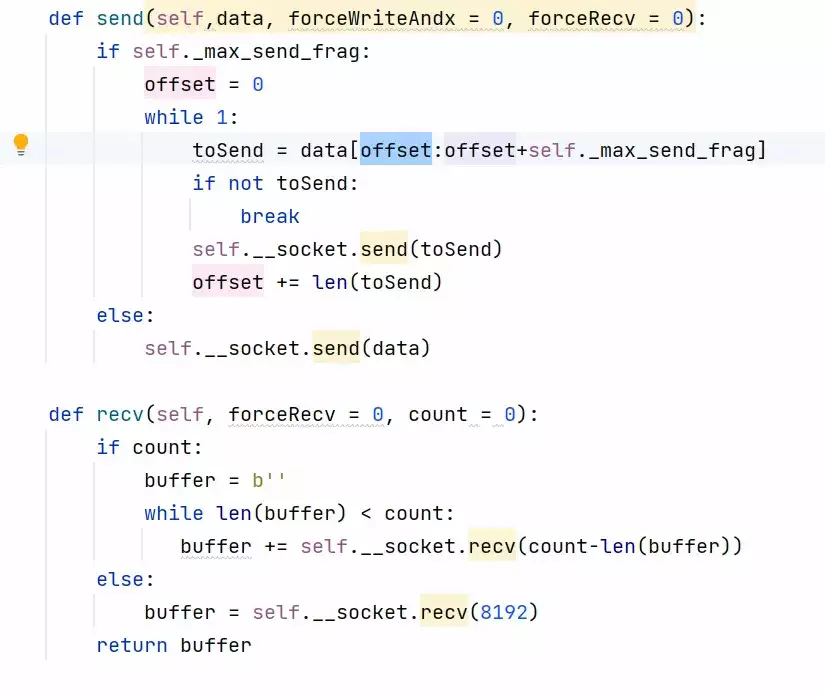 def send(self,data, forceWriteAndx = 0, forceRecv = 0):
    if self._max_send_frag:
        offset = 0
        while 1:
            toSend = data[offset:offset+self._max_send_frag]
            if not toSend:
                break
            self.__socket.send(toSend)
            offset += len(toSend)
    else:
        self.__socket.send(data)

def recv(self, forceRecv = 0, count = 0):
    if count:
        buffer = b''
        while len(buffer) < count:
           buffer += self.__socket.recv(count-len(buffer))
    else:
        buffer = self.__socket.recv(8192)
    return buffer